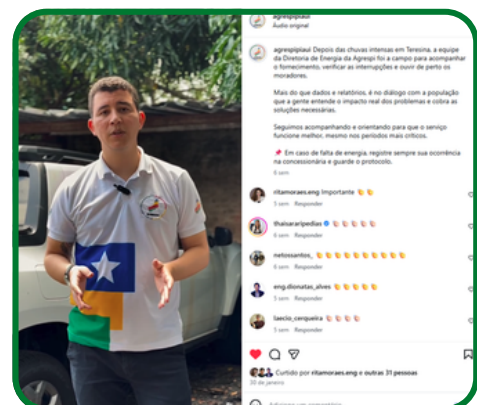 agrespipiaui
Áudio original
agrespipiaui Depois das chuvas intensas em Teresina, a equipe
da Diretoria de Energia da Agrespi foi a campo para acompanhar
o fornecimento, verificar as interrupções e ouvir de perto os
moradores.
Mais do que dados e relatórios, é no diálogo com a população
que a gente entende o impacto real dos problemas e cobra as
soluções necessárias.
Seguimos acompanhando e orientando para que o serviço
funcione melhor, mesmo nos períodos mais críticos.
📌 Em caso de falta de energia, registre sempre sua ocorrência
na concessionária e guarde o protocolo.
6 sem
ritamoraes.eng Importante 👏👏
5 sem Responder
thaisararipedias 👏👏👏👏👏
6 sem Responder
netossantos_ 👏👏👏👏👏👏👏👏👏👏
6 sem Responder
eng.dionatas_alves 👏👏👏👏👏
5 sem Responder
laecio_cerqueira 👏👏👏👏
5 sem Responder
Curtido por ritamoraes.eng e outras 31 pessoas
30 de janeiro
Adicione um comentário...